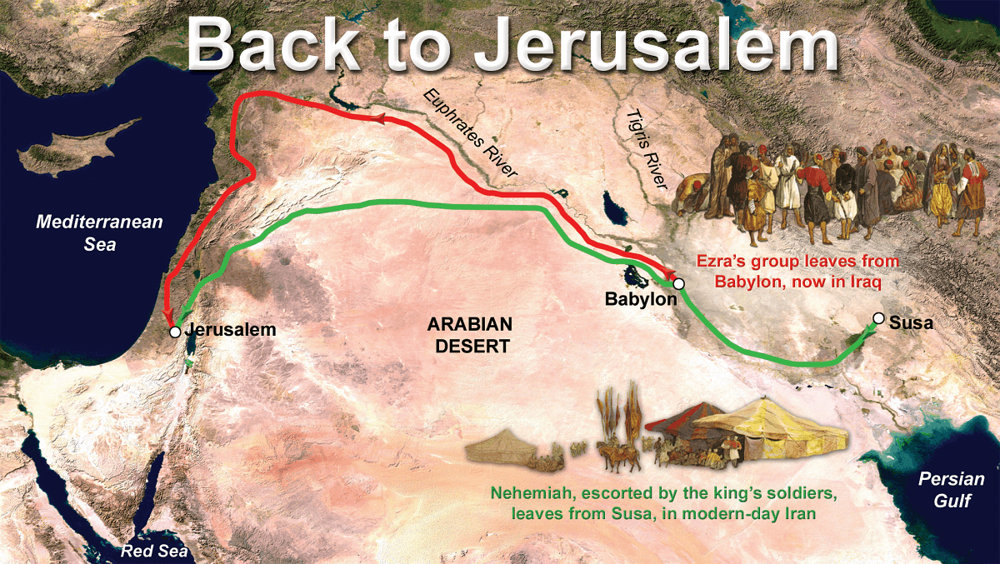 Back to Jerusalem
Euphrates River
Tigris River
Mediterranean
Sea
Ezra's group leaves from
Babylon, now in Iraq
Babylon
Susa
Jerusalem
ARABIAN
DESERT
Nehemiah, escorted by the king's soldiers,
leaves from Susa, in modern-day Iran
Persian
Gulf
Red Sea